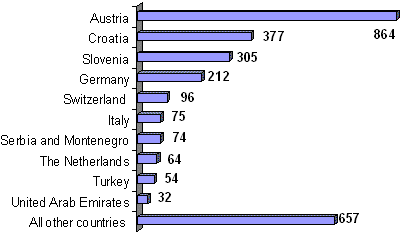 Austria 864
Croatia 377
Slovenia 305
Germany 212
Switzerland 96
Italy 75
Serbia and Montenegro 74
The Netherlands 64
Turkey 54
United Arab Emirates 32
All other countries 657